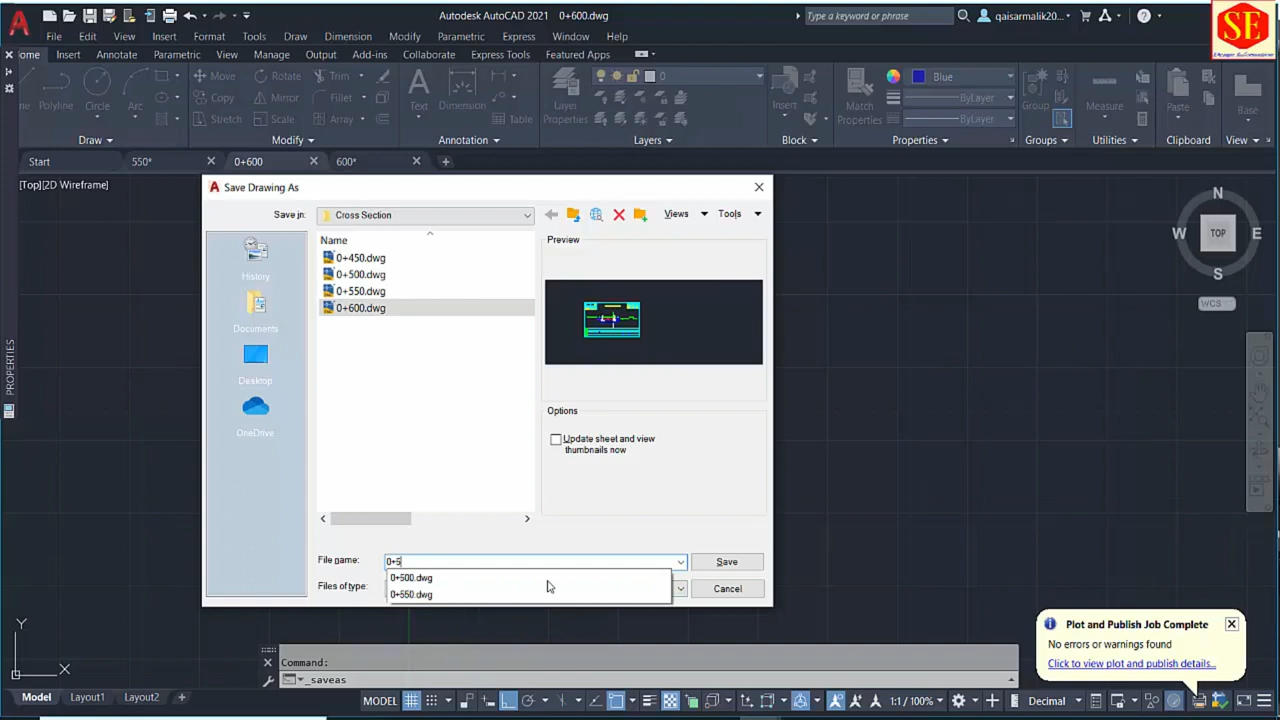 Autodesk AutoCAD 2021 0+600.dwg
Type a keyword or phrase
qaisarmalik20...
SE
File Edit View Insert Format Tools Draw Dimension Modify Parametric Express Window Help
ome Insert Annotate Parametric View Manage Output Add-ins Collaborate Express Tools Featured Apps
Move Rotate Trim 0 Blue
ne Polyline Circle Arc Copy Mirror Fillet Text Dimension Layer Properties Insert Match Properties ByLayer Group Measure Paste Base
Stretch Scale Array Table ByLayer
Draw Modify Annotation Layers Block Properties Groups Utilities Clipboard View
Start 550* 0+600 600*
[Top][2D Wireframe]
N
W TOP E
S
WCS
PROPERTIES
Save Drawing As
Save in: Cross Section Views Tools
Name
Preview
0+450.dwg
0+500.dwg
0+550.dwg
0+600.dwg
History
Documents
Desktop
OneDrive
Options
Update sheet and view
thumbnails now
File name: 0+5 Save
0+500.dwg
Files of type: Cancel
0+550.dwg
Plot and Publish Job Complete
No errors or warnings found
Click to view plot and publish details...
Y
X
Command:
_saveas
Model Layout1 Layout2 MODEL 1:1 / 100% Decimal